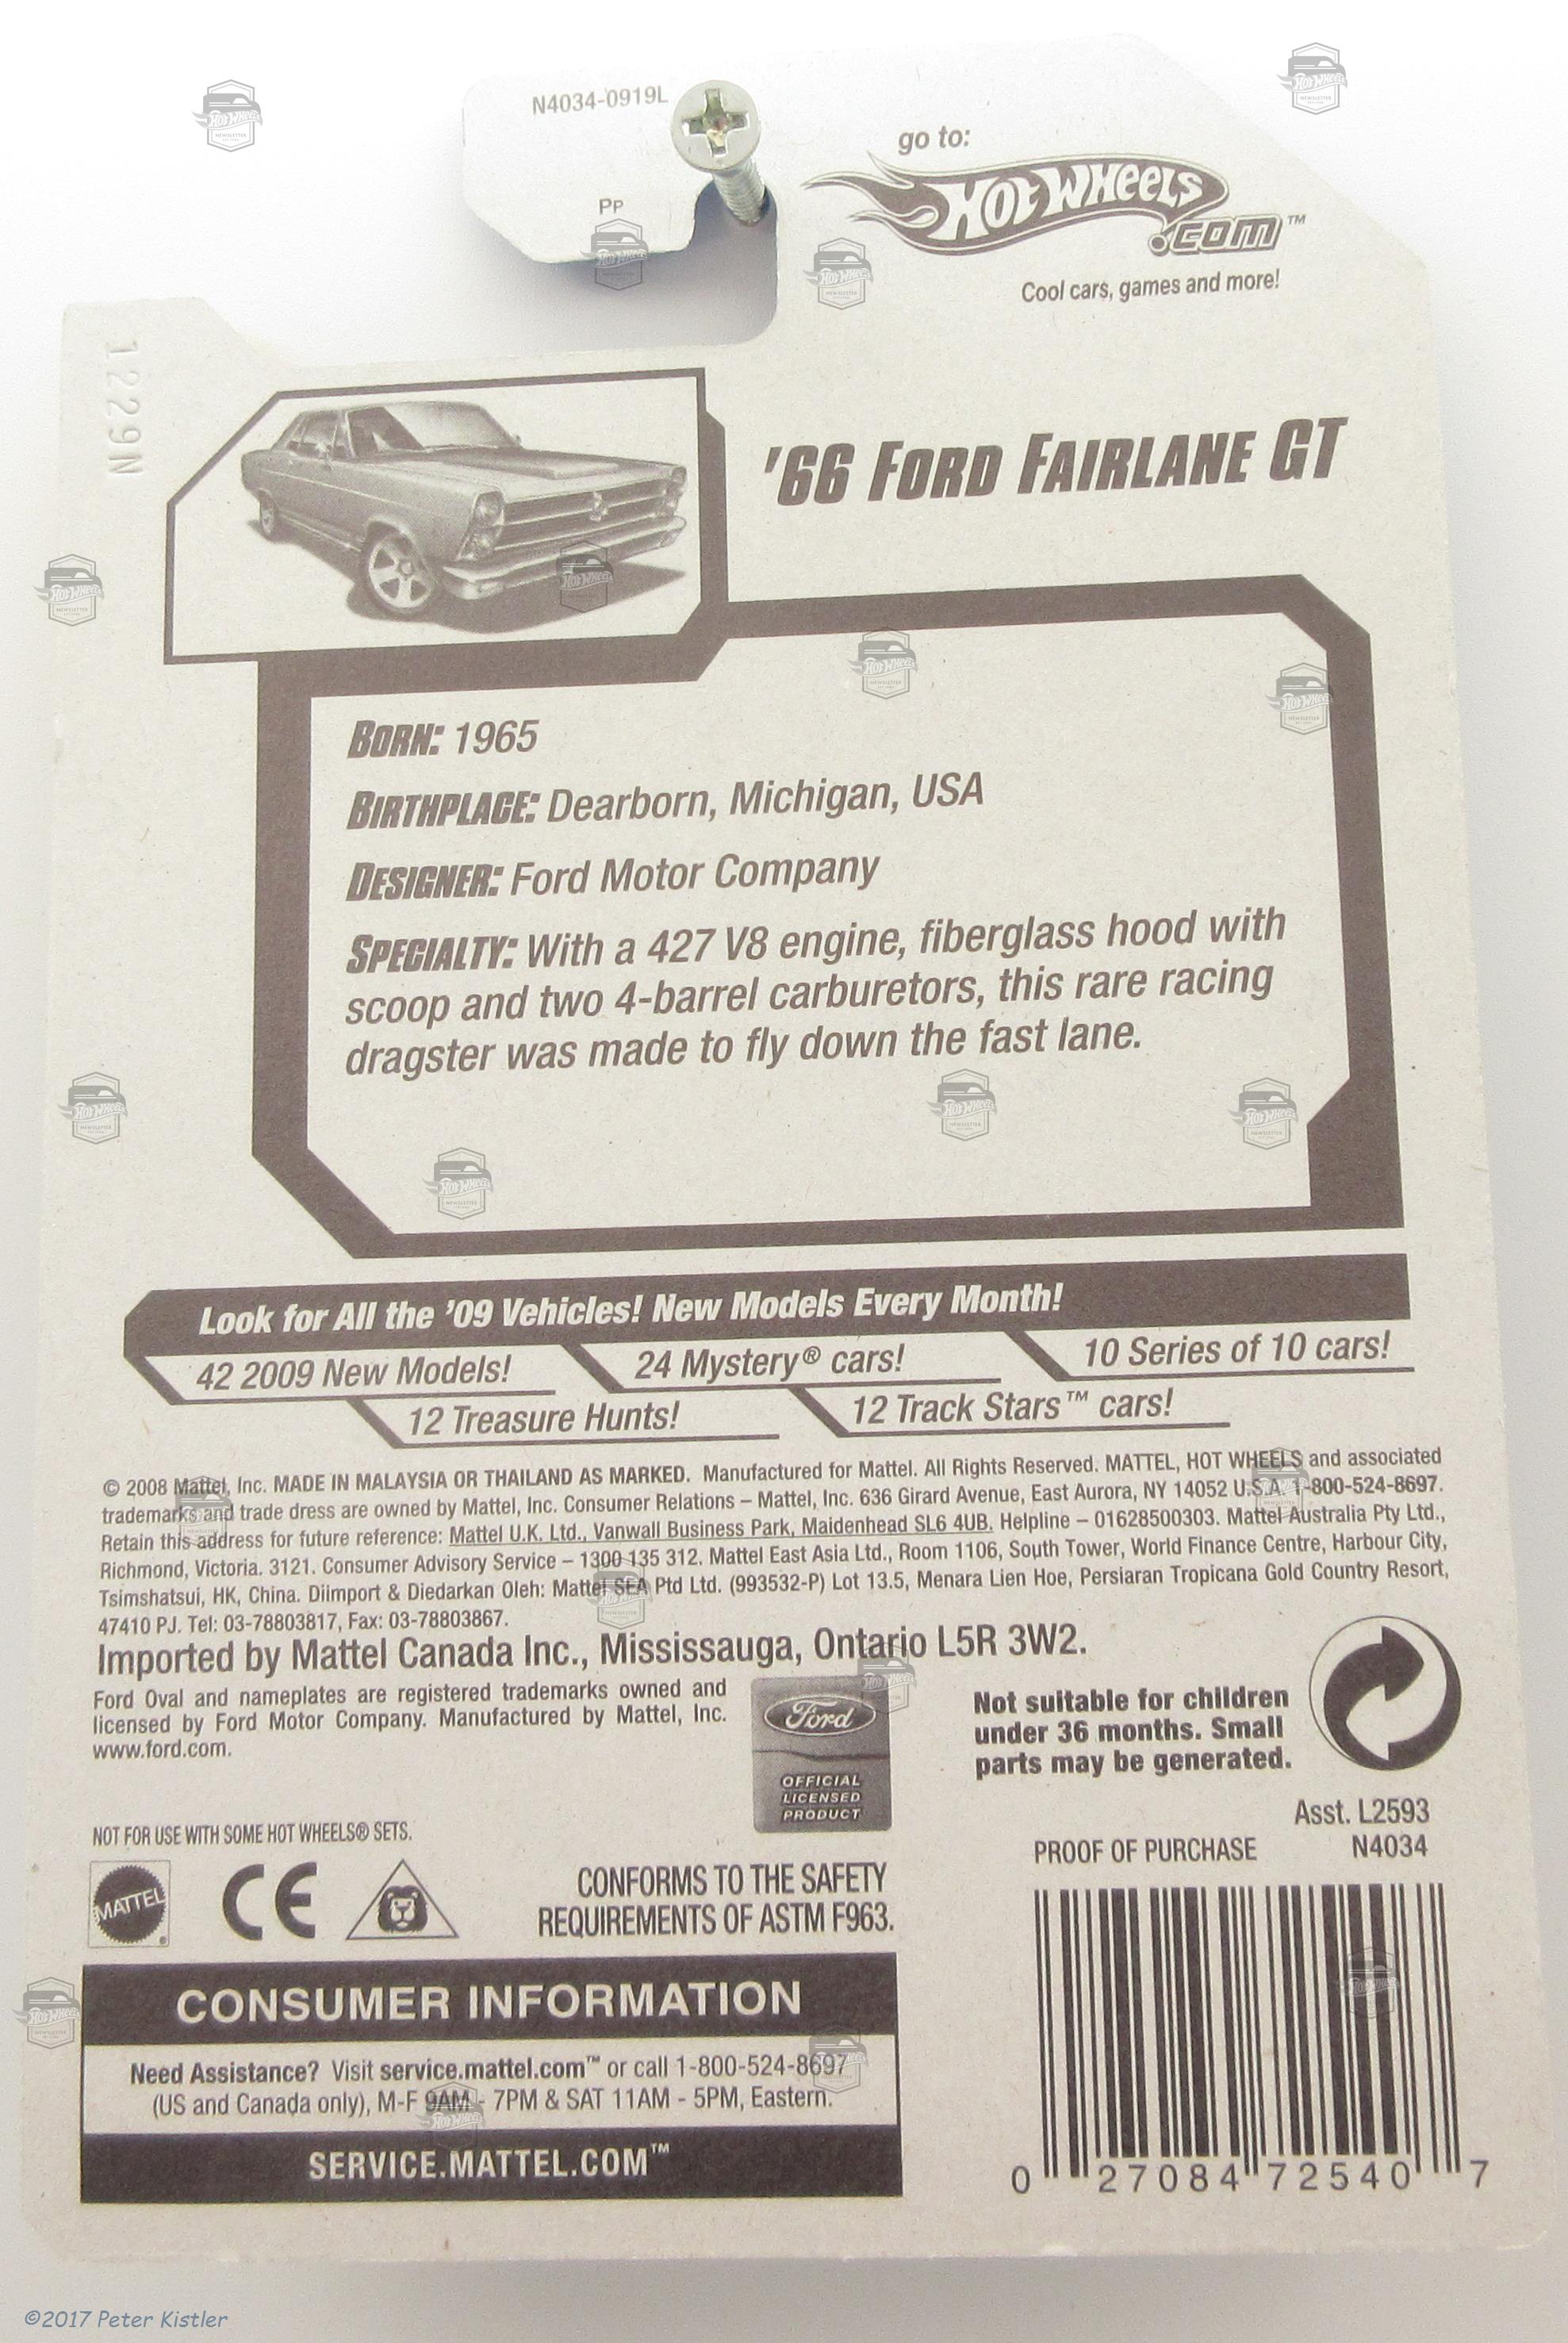 N4034-0919L
PP
go to:
HOT WHEELS
.COM™
Cool cars, games and more!
1229N
'66 FORD FAIRLANE GT
BORN: 1965
BIRTHPLACE: Dearborn, Michigan, USA
DESIGNER: Ford Motor Company
SPECIALTY: With a 427 V8 engine, fiberglass hood with
scoop and two 4-barrel carburetors, this rare racing
dragster was made to fly down the fast lane.
Look for All the '09 Vehicles! New Models Every Month!
42 2009 New Models!
24 Mystery® cars!
10 Series of 10 cars!
12 Treasure Hunts!
12 Track Stars™ cars!
© 2008 Mattel, Inc. MADE IN MALAYSIA OR THAILAND AS MARKED. Manufactured for Mattel. All Rights Reserved. MATTEL, HOT WHEELS and associated
trademarks and trade dress are owned by Mattel, Inc. Consumer Relations – Mattel, Inc. 636 Girard Avenue, East Aurora, NY 14052 U.S.A. 1-800-524-8697.
Retain this address for future reference: Mattel U.K. Ltd., Vanwall Business Park, Maidenhead SL6 4UB. Helpline – 01628500303. Mattel Australia Pty Ltd.,
Richmond, Victoria. 3121. Consumer Advisory Service – 1300 135 312. Mattel East Asia Ltd., Room 1106, South Tower, World Finance Centre, Harbour City,
Tsimshatsui, HK, China. Diimport & Diedarkan Oleh: Mattel SEA Ptd Ltd. (993532-P) Lot 13.5, Menara Lien Hoe, Persiaran Tropicana Gold Country Resort,
47410 PJ. Tel: 03-78803817, Fax: 03-78803867.
Imported by Mattel Canada Inc., Mississauga, Ontario L5R 3W2.
Ford Oval and nameplates are registered trademarks owned and
licensed by Ford Motor Company. Manufactured by Mattel, Inc.
www.ford.com.
Ford
OFFICIAL
LICENSED
PRODUCT
Not suitable for children
under 36 months. Small
parts may be generated.
Asst. L2593
PROOF OF PURCHASE N4034
NOT FOR USE WITH SOME HOT WHEELS® SETS.
MATTEL
CE
CONFORMS TO THE SAFETY
REQUIREMENTS OF ASTM F963.
CONSUMER INFORMATION
Need Assistance? Visit service.mattel.com™ or call 1-800-524-8697
(US and Canada only), M-F 9AM - 7PM & SAT 11AM - 5PM, Eastern.
SERVICE.MATTEL.COM™
0 27084 72540 7
©2017 Peter Kistler